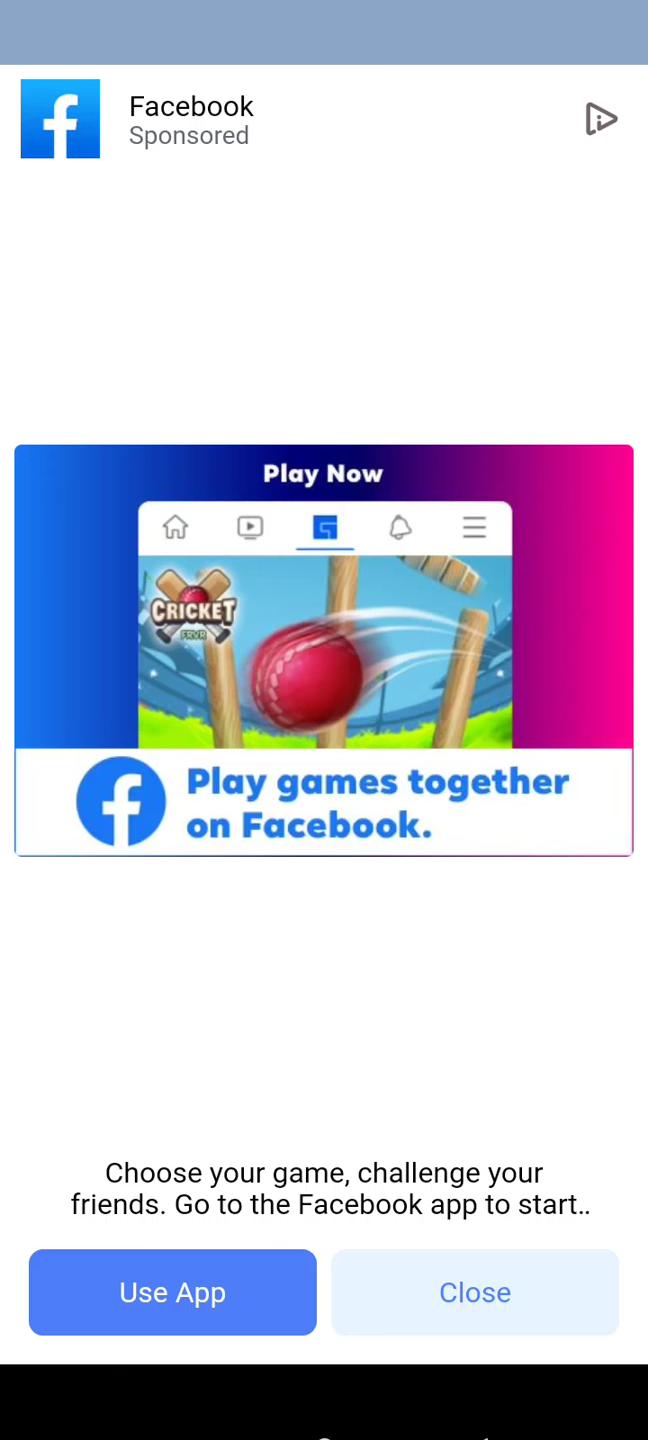 Facebook
Sponsored
Play Now
CRICKET
FRVR
Play games together
on Facebook.
Choose your game, challenge your
friends. Go to the Facebook app to start..
Use App
Close